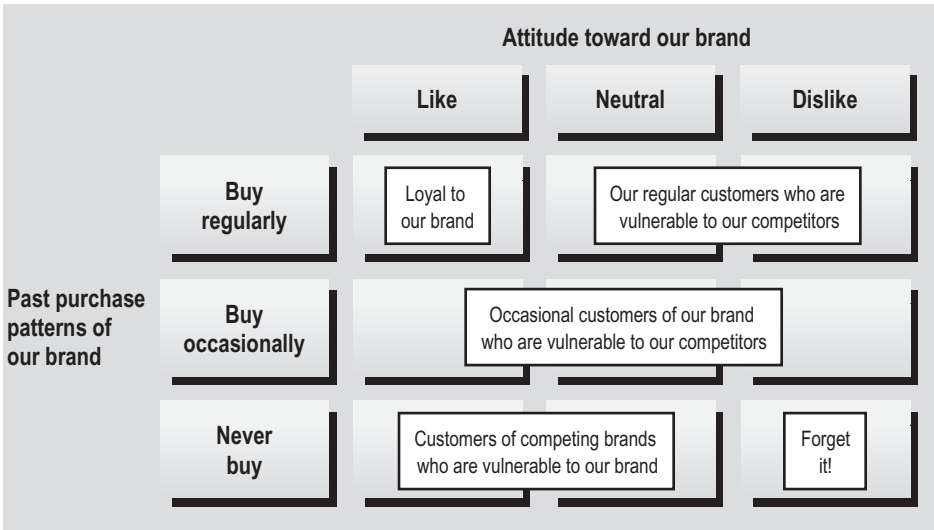 Attitude toward our brand
Like
Neutral
Dislike
Buy
regularly
Loyal to
our brand
Our regular customers who are
vulnerable to our competitors
Past purchase
patterns of
our brand
Buy
occasionally
Occasional customers of our brand
who are vulnerable to our competitors
Never
buy
Customers of competing brands
who are vulnerable to our brand
Forget
it!